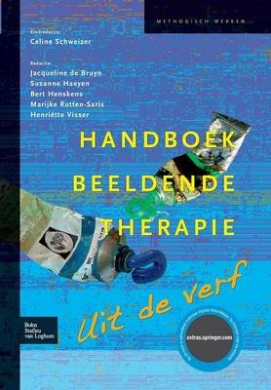 METHODISCH WERKEN
Eindredactie:
Celine Schweizer
Redactie:
Jacqueline de Bruyn
Suzanne Haeyen
Bert Henskens
Marijke Rutten-Saris
Henriëtte Visser
HANDBOEK
BEELDENDE
THERAPIE
Uit de verf
extras.springer.com
Bohn
Stafleu
van Loghum